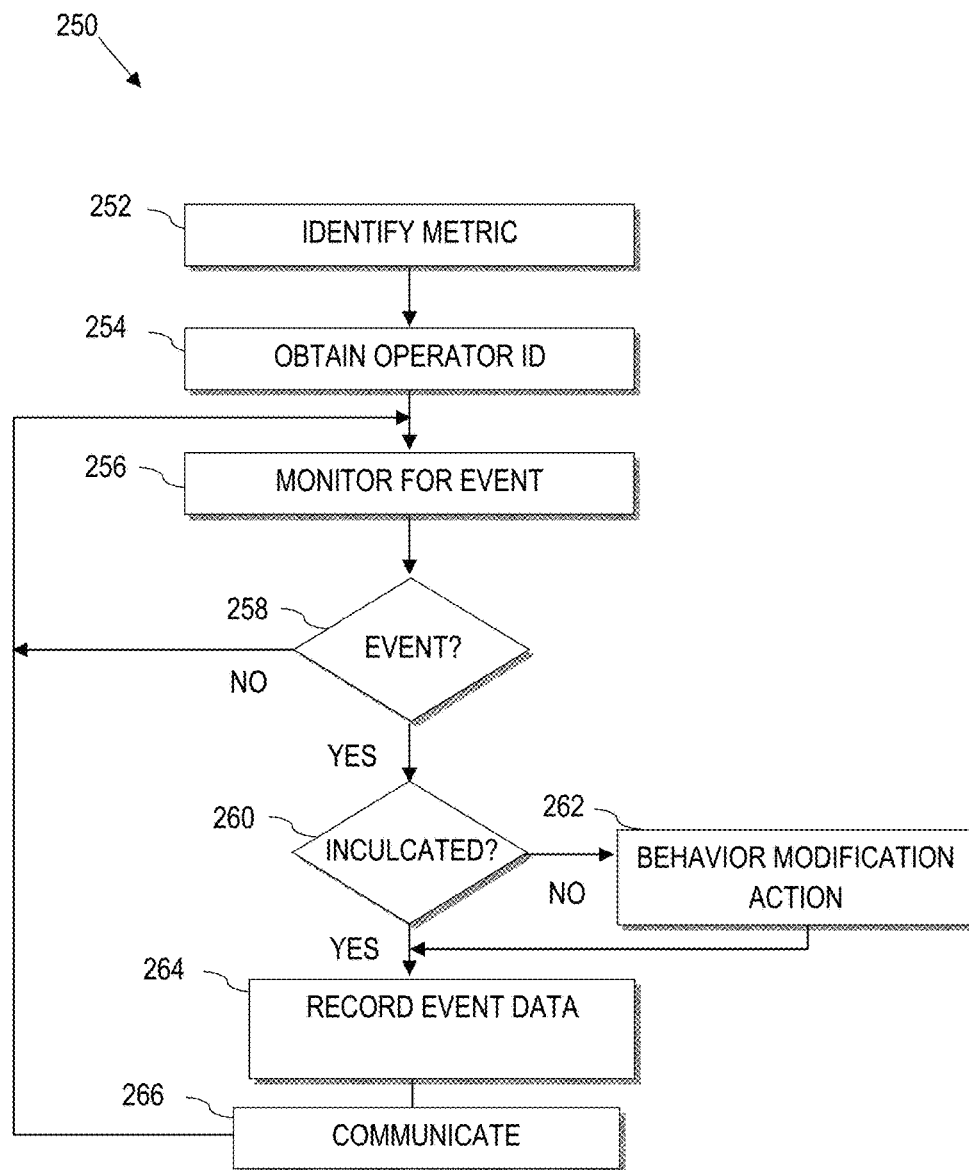 250
252
IDENTIFY METRIC
254
OBTAIN OPERATOR ID
256
MONITOR FOR EVENT
258
EVENT?
NO
YES
260
INCULCATED?
NO
262
BEHAVIOR MODIFICATION
ACTION
YES
264
RECORD EVENT DATA
266
COMMUNICATE